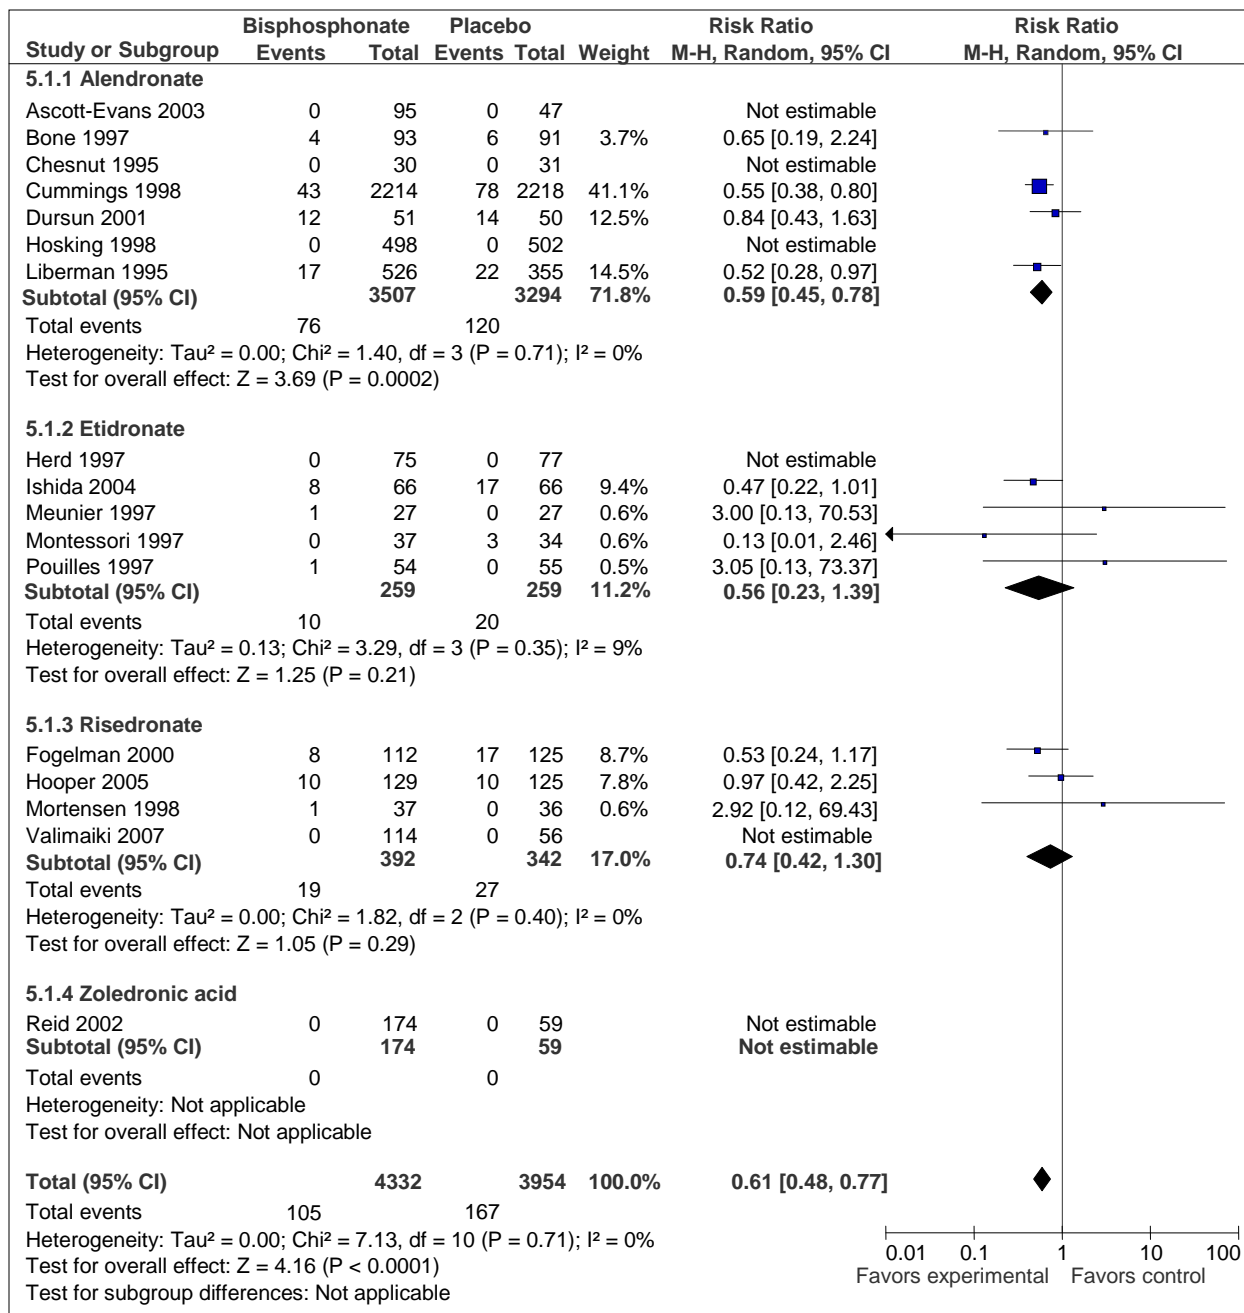 Bisphosphonate Placebo Risk Ratio Risk Ratio
Study or Subgroup Events Total Events Total Weight M-H, Random, 95% CI M-H, Random, 95% CI
5.1.1 Alendronate
Ascott-Evans 2003 0 95 0 47 Not estimable
Bone 1997 4 93 6 91 3.7% 0.65 [0.19, 2.24]
Chesnut 1995 0 30 0 31 Not estimable
Cummings 1998 43 2214 78 2218 41.1% 0.55 [0.38, 0.80]
Dursun 2001 12 51 14 50 12.5% 0.84 [0.43, 1.63]
Hosking 1998 0 498 0 502 Not estimable
Liberman 1995 17 526 22 355 14.5% 0.52 [0.28, 0.97]
Subtotal (95% CI) 3507 3294 71.8% 0.59 [0.45, 0.78]
Total events 76 120
Heterogeneity: Tau² = 0.00; Chi² = 1.40, df = 3 (P = 0.71); I² = 0%
Test for overall effect: Z = 3.69 (P = 0.0002)
5.1.2 Etidronate
Herd 1997 0 75 0 77 Not estimable
Ishida 2004 8 66 17 66 9.4% 0.47 [0.22, 1.01]
Meunier 1997 1 27 0 27 0.6% 3.00 [0.13, 70.53]
Montessori 1997 0 37 3 34 0.6% 0.13 [0.01, 2.46]
Pouilles 1997 1 54 0 55 0.5% 3.05 [0.13, 73.37]
Subtotal (95% CI) 259 259 11.2% 0.56 [0.23, 1.39]
Total events 10 20
Heterogeneity: Tau² = 0.13; Chi² = 3.29, df = 3 (P = 0.35); I² = 9%
Test for overall effect: Z = 1.25 (P = 0.21)
5.1.3 Risedronate
Fogelman 2000 8 112 17 125 8.7% 0.53 [0.24, 1.17]
Hooper 2005 10 129 10 125 7.8% 0.97 [0.42, 2.25]
Mortensen 1998 1 37 0 36 0.6% 2.92 [0.12, 69.43]
Valimaiki 2007 0 114 0 56 Not estimable
Subtotal (95% CI) 392 342 17.0% 0.74 [0.42, 1.30]
Total events 19 27
Heterogeneity: Tau² = 0.00; Chi² = 1.82, df = 2 (P = 0.40); I² = 0%
Test for overall effect: Z = 1.05 (P = 0.29)
5.1.4 Zoledronic acid
Reid 2002 0 174 0 59 Not estimable
Subtotal (95% CI) 174 59 Not estimable
Total events 0 0
Heterogeneity: Not applicable
Test for overall effect: Not applicable
Total (95% CI) 4332 3954 100.0% 0.61 [0.48, 0.77]
Total events 105 167
Heterogeneity: Tau² = 0.00; Chi² = 7.13, df = 10 (P = 0.71); I² = 0%
Test for overall effect: Z = 4.16 (P < 0.0001)
Test for subgroup differences: Not applicable
0.01 0.1 1 10 100
Favors experimental Favors control